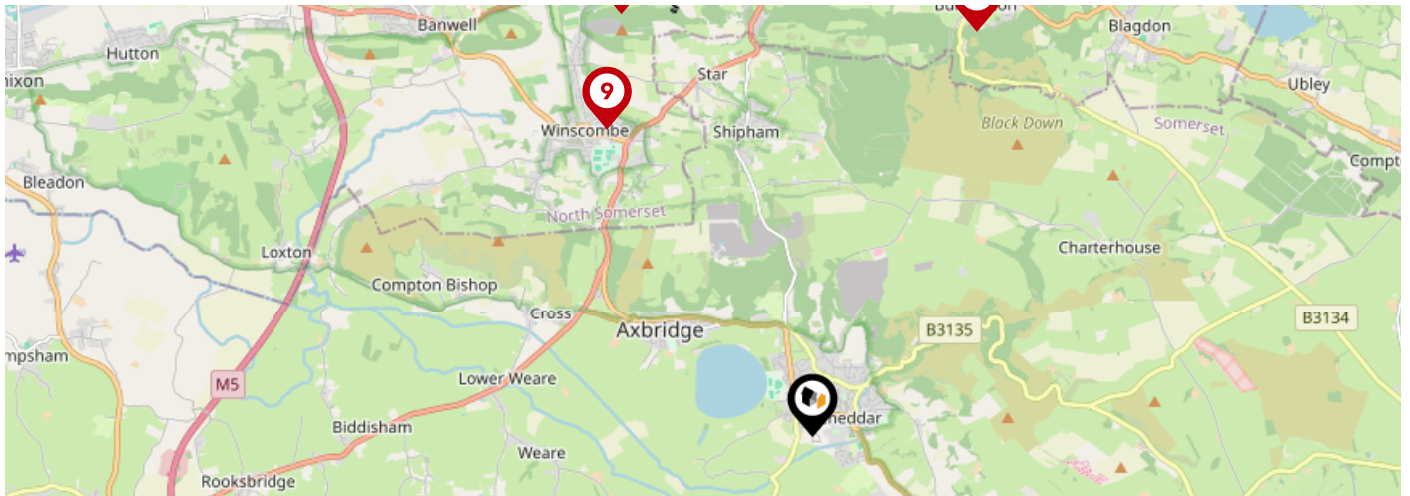 Banwell
Blagdon
Hutton
Star
Ubley
9
Black Down
Winscombe
Shipham
Somerset
Bleadon
North Somerset
Loxton
Charterhouse
Compton Bishop
Cross
Axbridge
B3135
B3134
M5
Lower Weare
Biddisham
Weare
Rooksbridge